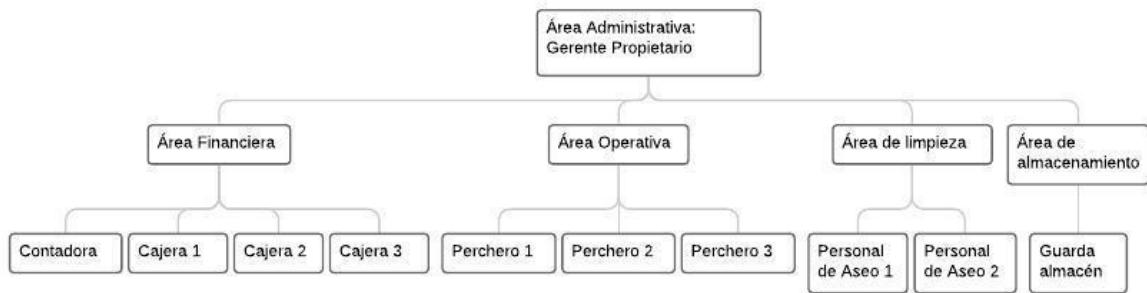 Área Administrativa:
Gerente Propietario
Área Financiera
Área Operativa
Área de limpieza
Área de
almacenamiento
Contadora
Cajera 1
Cajera 2
Cajera 3
Perchero 1
Perchero 2
Perchero 3
Personal
de Aseo 1
Personal
de Aseo 2
Guarda
almacén